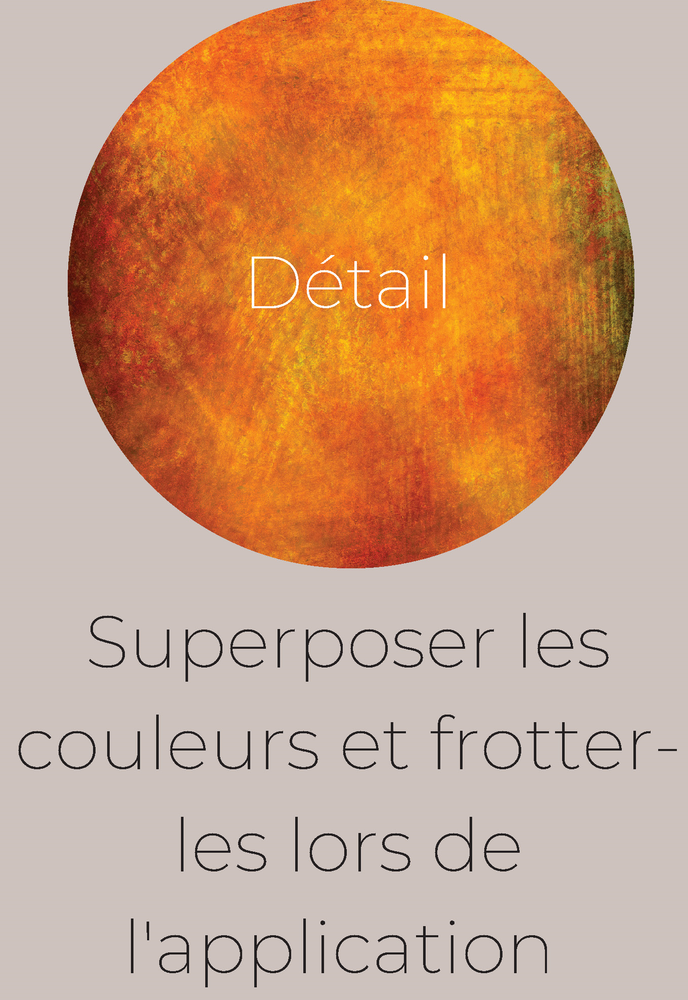 Détail
Superposer les
couleurs et frotter-
les lors de
l'application